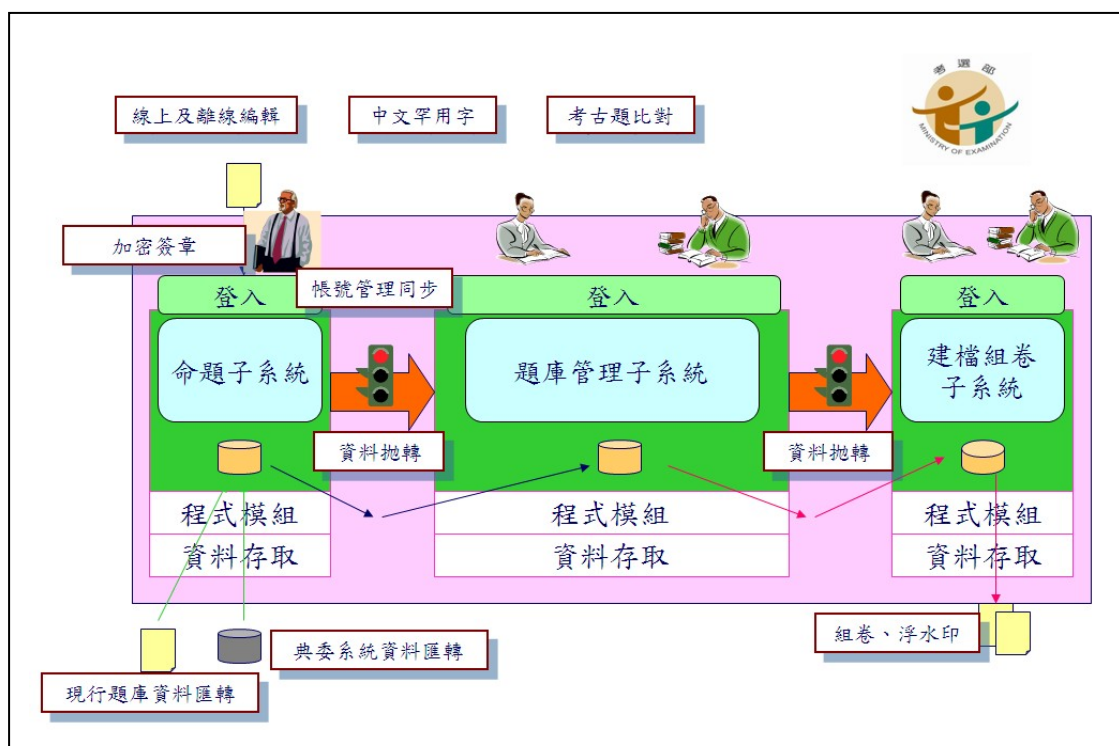 考選部
MINISTRY OF EXAMINATION
線上及離線編輯
中文罕用字
考古題比對
加密簽章
帳號管理同步
登入
登入
登入
命題子系統
題庫管理子系統
建檔組卷
子系統
資料拋轉
資料拋轉
程式模組
程式模組
程式模組
資料存取
資料存取
資料存取
典委系統資料匯轉
組卷、浮水印
現行題庫資料匯轉